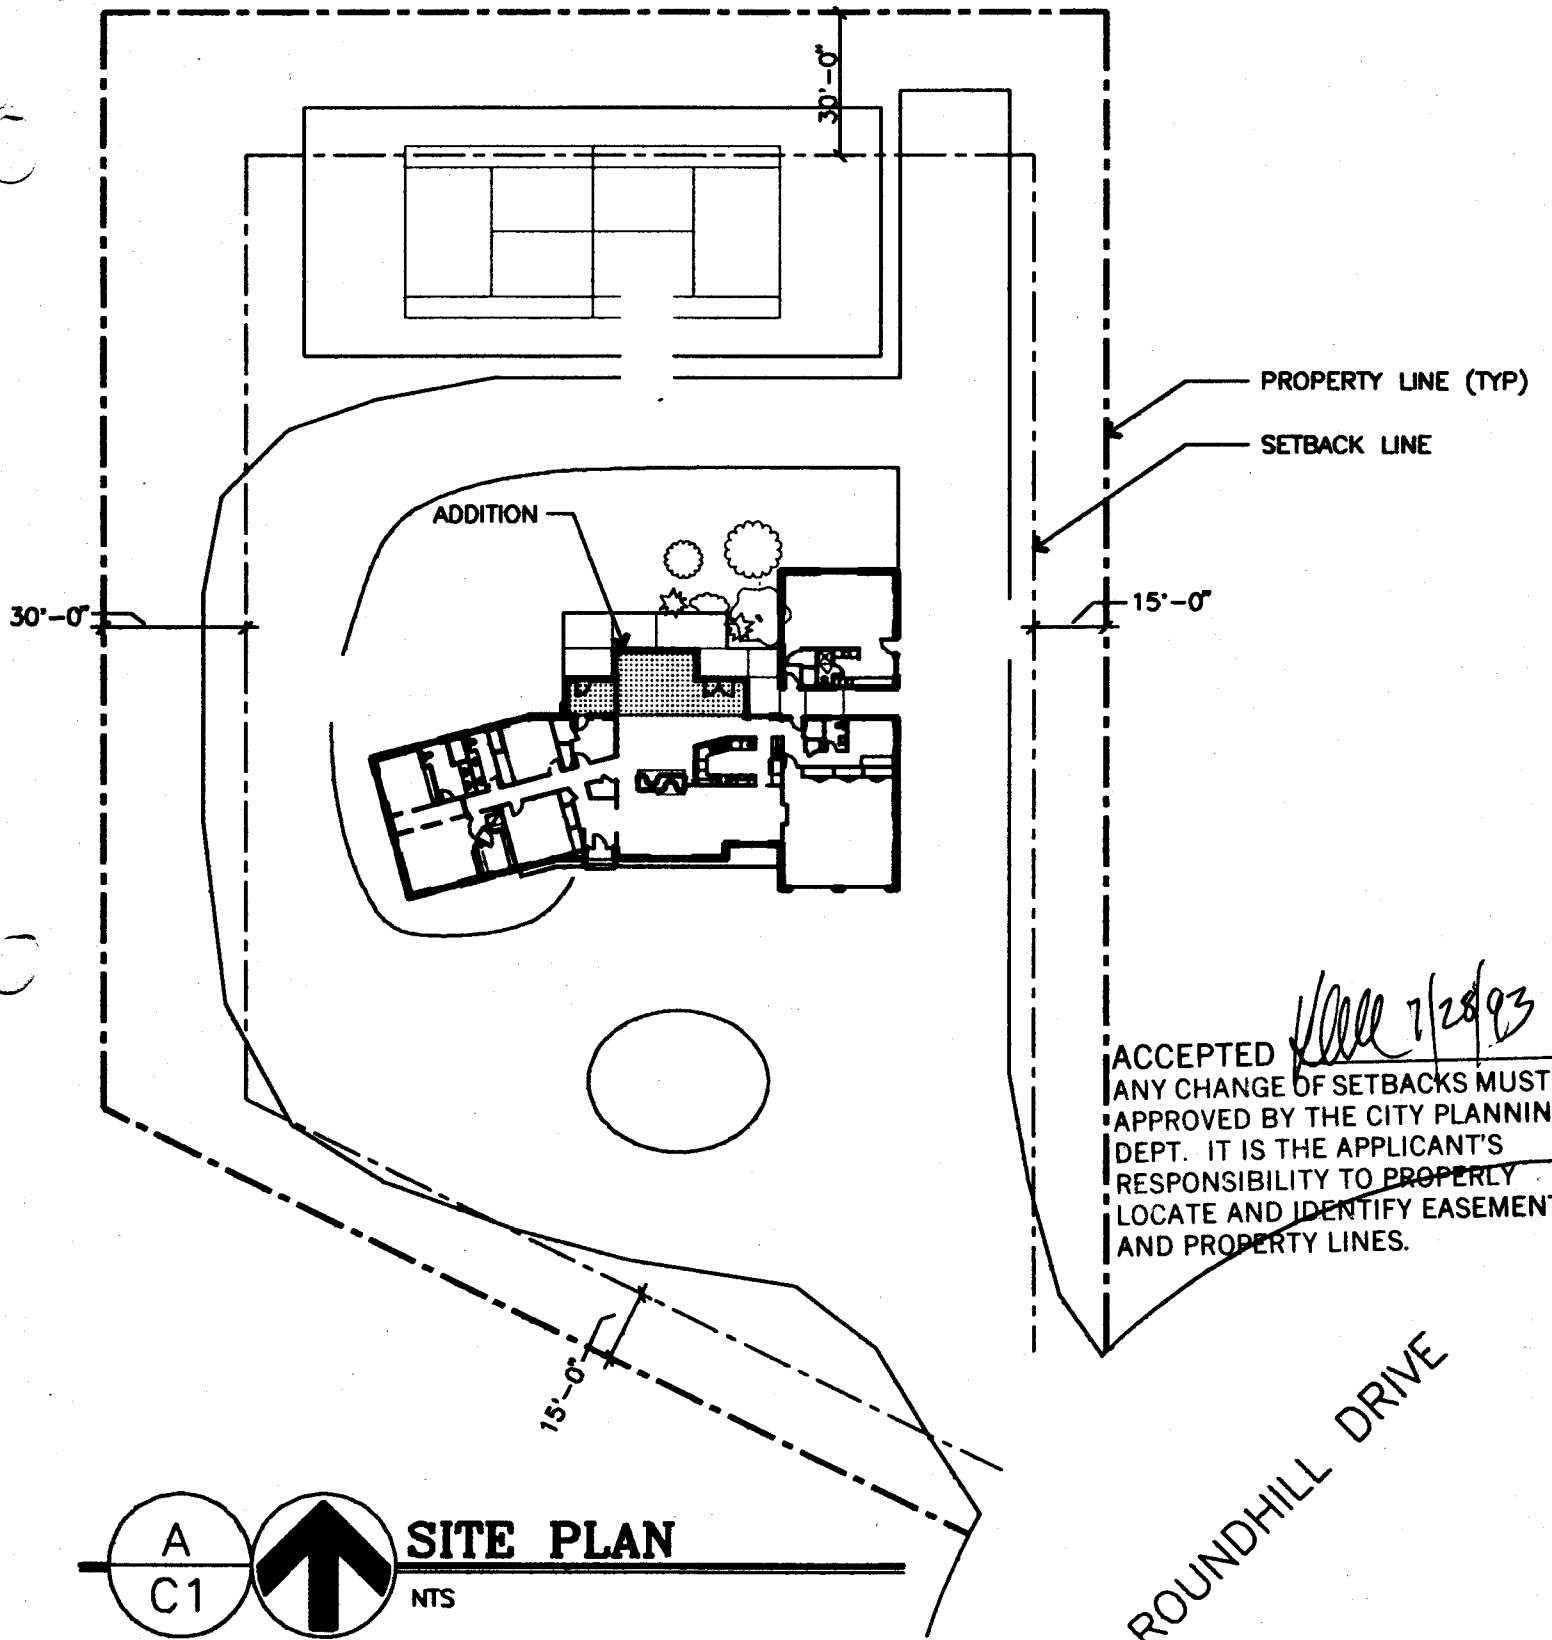 30'-0"
PROPERTY LINE (TYP)
SETBACK LINE
ADDITION
30'-0"
15'-0"
ACCEPTED 7/28/93
ANY CHANGE OF SETBACKS MUST
APPROVED BY THE CITY PLANNIN
DEPT. IT IS THE APPLICANT'S
RESPONSIBILITY TO PROPERLY
LOCATE AND IDENTIFY EASEMENT
AND PROPERTY LINES.
15'-0"
ROUNDHILL DRIVE
A
C1
SITE PLAN
NTS